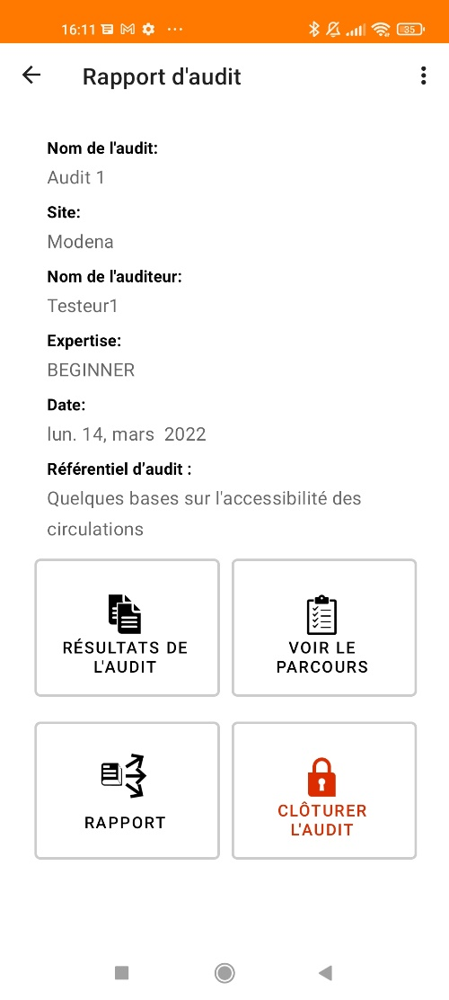 16:11 85
Rapport d'audit
Nom de l'audit:
Audit 1
Site:
Modena
Nom de l'auditeur:
Testeur1
Expertise:
BEGINNER
Date:
lun. 14, mars  2022
Référentiel d'audit :
Quelques bases sur l'accessibilité des
circulations
RÉSULTATS DE
L'AUDIT
VOIR LE
PARCOURS
RAPPORT
CLÔTURER
L'AUDIT